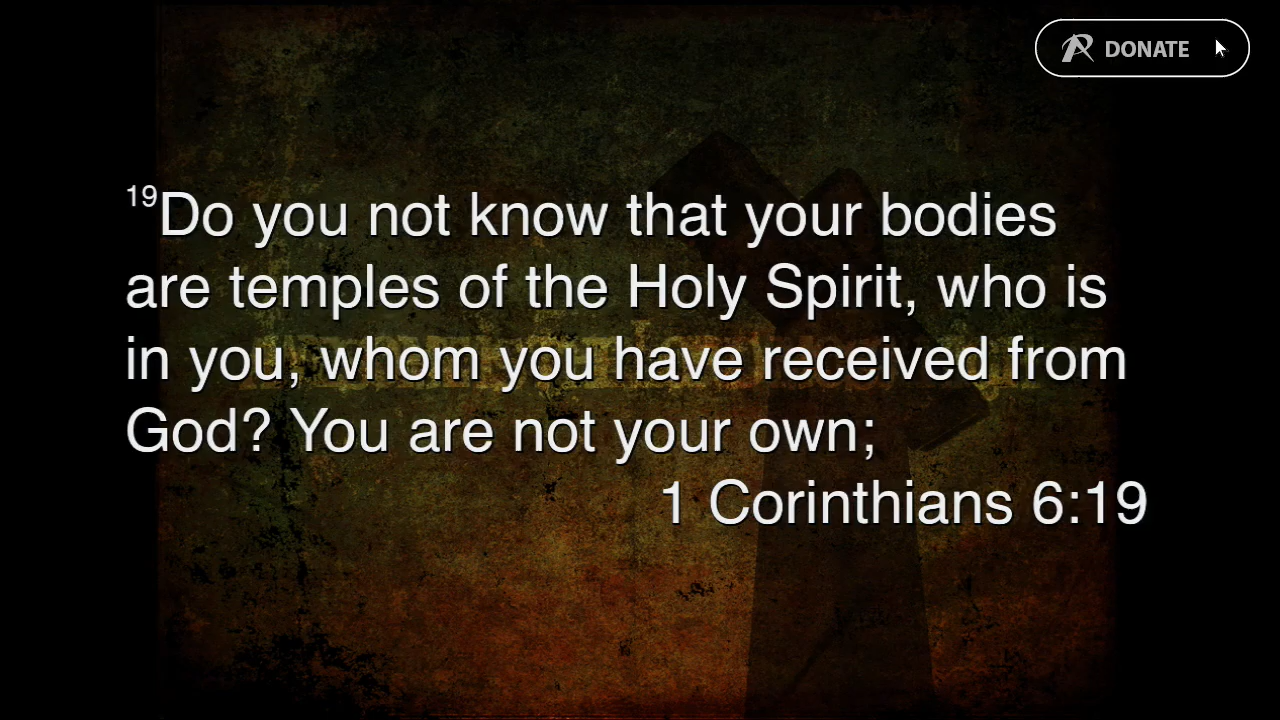 DONATE
19Do you not know that your bodies
are temples of the Holy Spirit, who is
in you, whom you have received from
God? You are not your own;
1 Corinthians 6:19